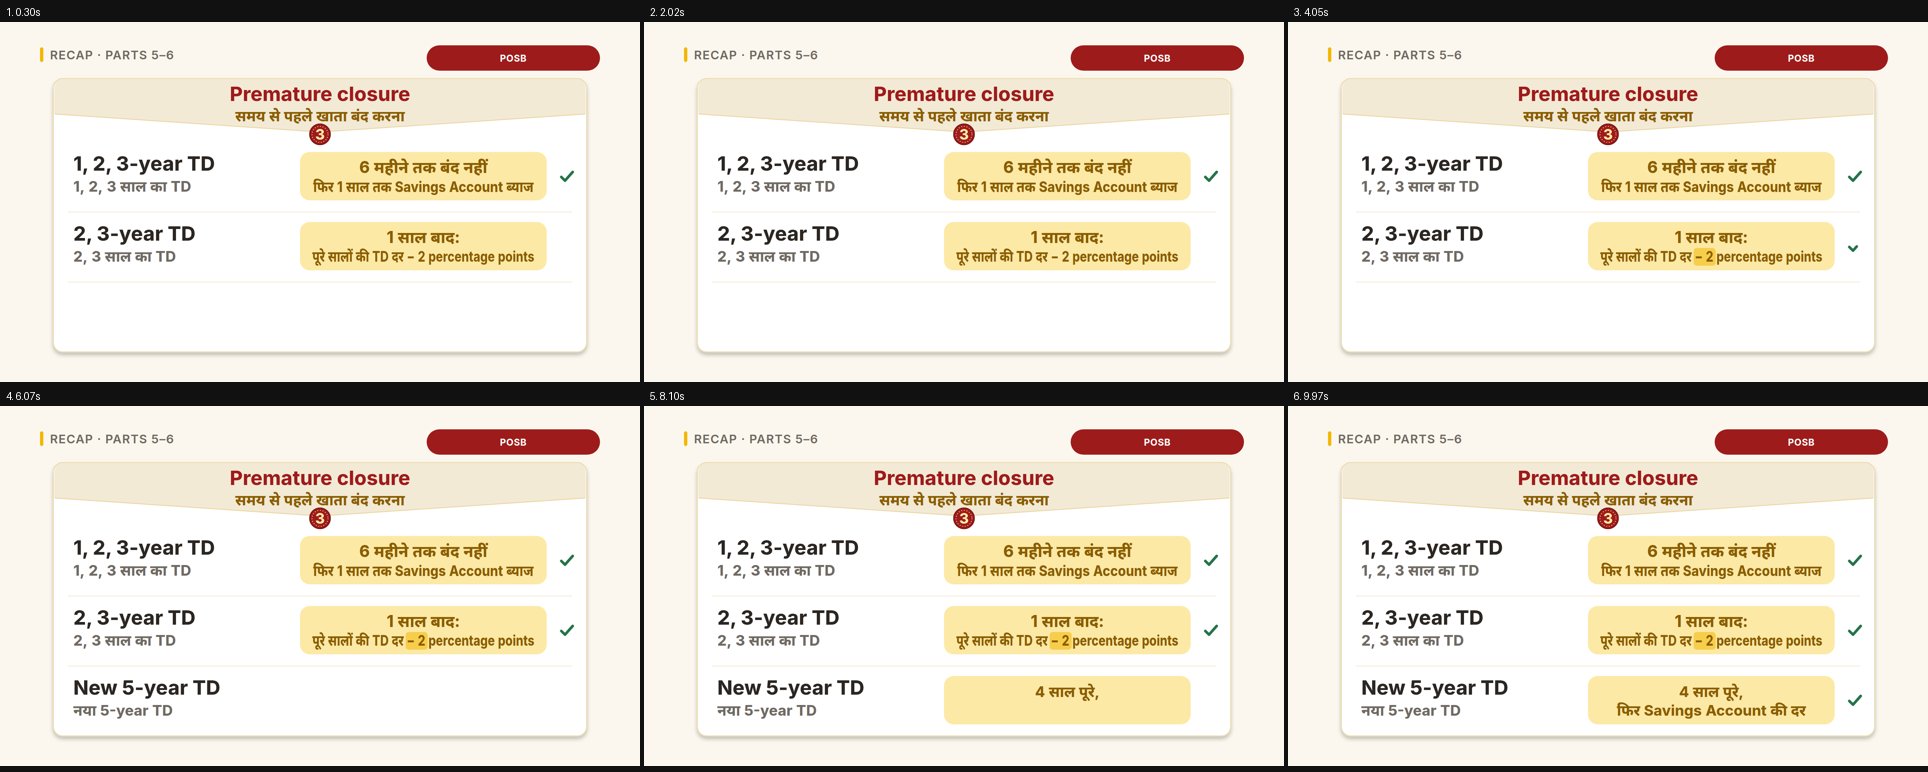 1. 0.30s
RECAP · PARTS 5–6
POSB
Premature closure
समय से पहले खाता बंद करना
3
1, 2, 3-year TD
1, 2, 3 साल का TD
6 महीने तक बंद नहीं
फिर 1 साल तक Savings Account ब्याज
2, 3-year TD
2, 3 साल का TD
1 साल बाद:
पूरे सालों की TD दर – 2 percentage points
2. 2.02s
RECAP · PARTS 5–6
POSB
Premature closure
समय से पहले खाता बंद करना
3
1, 2, 3-year TD
1, 2, 3 साल का TD
6 महीने तक बंद नहीं
फिर 1 साल तक Savings Account ब्याज
2, 3-year TD
2, 3 साल का TD
1 साल बाद:
पूरे सालों की TD दर – 2 percentage points
3. 4.05s
RECAP · PARTS 5–6
POSB
Premature closure
समय से पहले खाता बंद करना
3
1, 2, 3-year TD
1, 2, 3 साल का TD
6 महीने तक बंद नहीं
फिर 1 साल तक Savings Account ब्याज
2, 3-year TD
2, 3 साल का TD
1 साल बाद:
पूरे सालों की TD दर – 2 percentage points
4. 6.07s
RECAP · PARTS 5–6
POSB
Premature closure
समय से पहले खाता बंद करना
3
1, 2, 3-year TD
1, 2, 3 साल का TD
6 महीने तक बंद नहीं
फिर 1 साल तक Savings Account ब्याज
2, 3-year TD
2, 3 साल का TD
1 साल बाद:
पूरे सालों की TD दर – 2 percentage points
New 5-year TD
नया 5-year TD
5. 8.10s
RECAP · PARTS 5–6
POSB
Premature closure
समय से पहले खाता बंद करना
3
1, 2, 3-year TD
1, 2, 3 साल का TD
6 महीने तक बंद नहीं
फिर 1 साल तक Savings Account ब्याज
2, 3-year TD
2, 3 साल का TD
1 साल बाद:
पूरे सालों की TD दर – 2 percentage points
New 5-year TD
नया 5-year TD
4 साल पूरे,
6. 9.97s
RECAP · PARTS 5–6
POSB
Premature closure
समय से पहले खाता बंद करना
3
1, 2, 3-year TD
1, 2, 3 साल का TD
6 महीने तक बंद नहीं
फिर 1 साल तक Savings Account ब्याज
2, 3-year TD
2, 3 साल का TD
1 साल बाद:
पूरे सालों की TD दर – 2 percentage points
New 5-year TD
नया 5-year TD
4 साल पूरे,
फिर Savings Account की दर